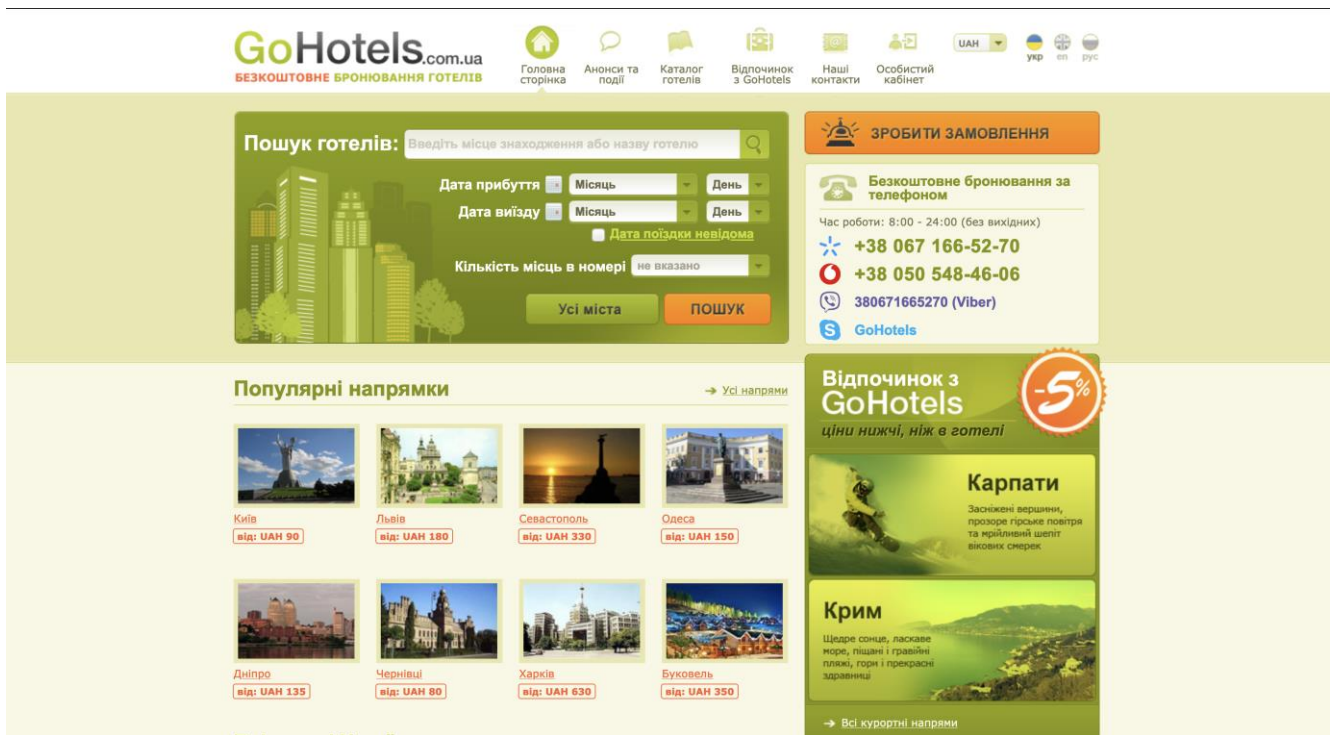 GoHotels.com.ua
БЕЗКОШТОВНЕ БРОНЮВАННЯ ГОТЕЛІВ
Головна
сторінка
Анонси та
події
Каталог
готелів
Відпочинок
з GoHotels
Наші
контакти
Особистий
кабінет
UAH
укр
en
рус
Пошук готелів:
Введіть місце знаходження або назву готелю
Дата прибуття
Місяць
День
Дата виїзду
Місяць
День
Дата поїздки невідома
Кількість місць в номері
не вказано
Усі міста
ПОШУК
ЗРОБИТИ ЗАМОВЛЕННЯ
Безкоштовне бронювання за
телефоном
Час роботи: 8:00 - 24:00 (без вихідних)
+38 067 166-52-70
+38 050 548-46-06
380671665270 (Viber)
GoHotels
Популярні напрямки
→ Усі напрями
Київ
від: UAH 90
Львів
від: UAH 180
Севастополь
від: UAH 330
Одеса
від: UAH 150
Дніпро
від: UAH 135
Чернівці
від: UAH 80
Харків
від: UAH 630
Буковель
від: UAH 350
Відпочинок з
GoHotels
-5%
ціни нижчі, ніж в готелі
Карпати
Засніжені вершини,
прозоре гірське повітря
та мрійливий шепіт
вікових смерек
Крим
Щедре сонце, ласкаве
море, піщані і гравійні
пляжі, гори і прекрасні
здравниці
→ Всі курортні напрями